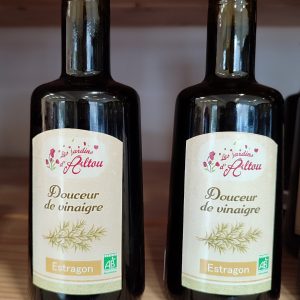 Les Jardins
d'Altou
Douceur
de vinaigre
Estragon
AB
Les Jardins
d'Altou
Douceur
de vinaigre
Estragon
AB